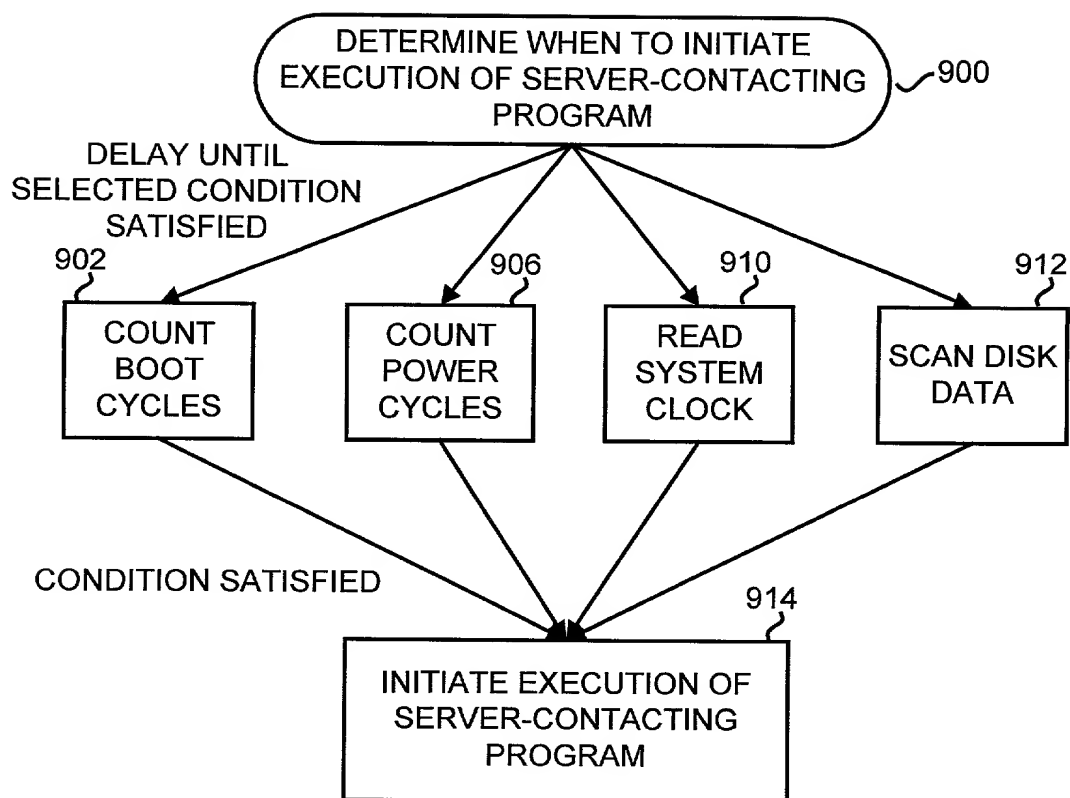 DETERMINE WHEN TO INITIATE
EXECUTION OF SERVER-CONTACTING
PROGRAM
900
DELAY UNTIL
SELECTED CONDITION
SATISFIED
902
906
910
912
COUNT
BOOT
CYCLES
COUNT
POWER
CYCLES
READ
SYSTEM
CLOCK
SCAN DISK
DATA
CONDITION SATISFIED
914
INITIATE EXECUTION OF
SERVER-CONTACTING
PROGRAM